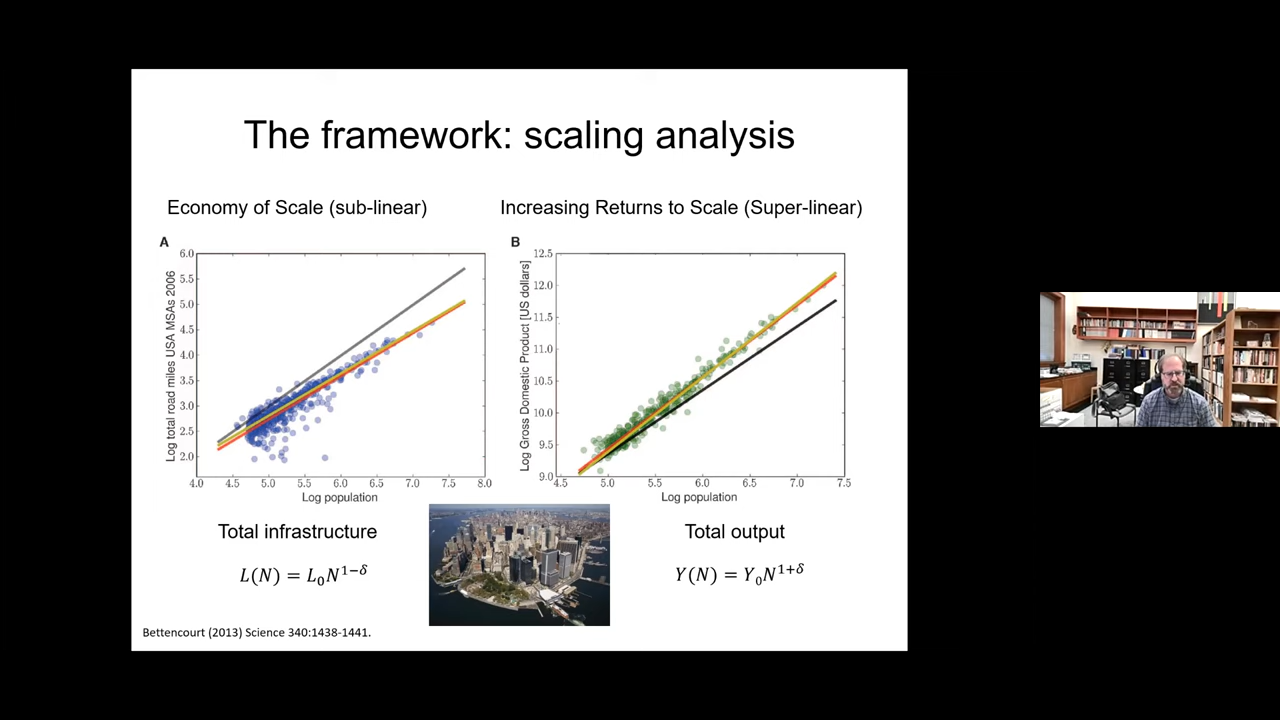 The framework: scaling analysis
Economy of Scale (sub-linear)
Increasing Returns to Scale (Super-linear)
A
6.0
5.5
5.0
4.5
4.0
3.5
3.0
2.5
2.0
Log total road miles USA MSAs 2006
4.0 4.5 5.0 5.5 6.0 6.5 7.0 7.5 8.0
Log population
B
12.5
12.0
11.5
11.0
10.5
10.0
9.5
9.0
Log Gross Domestic Product [US dollars]
4.5 5.0 5.5 6.0 6.5 7.0 7.5
Log population
Total infrastructure
L(N) = L₀N¹⁻ᵟ
Total output
Y(N) = Y₀N¹⁺ᵟ
Bettencourt (2013) Science 340:1438-1441.